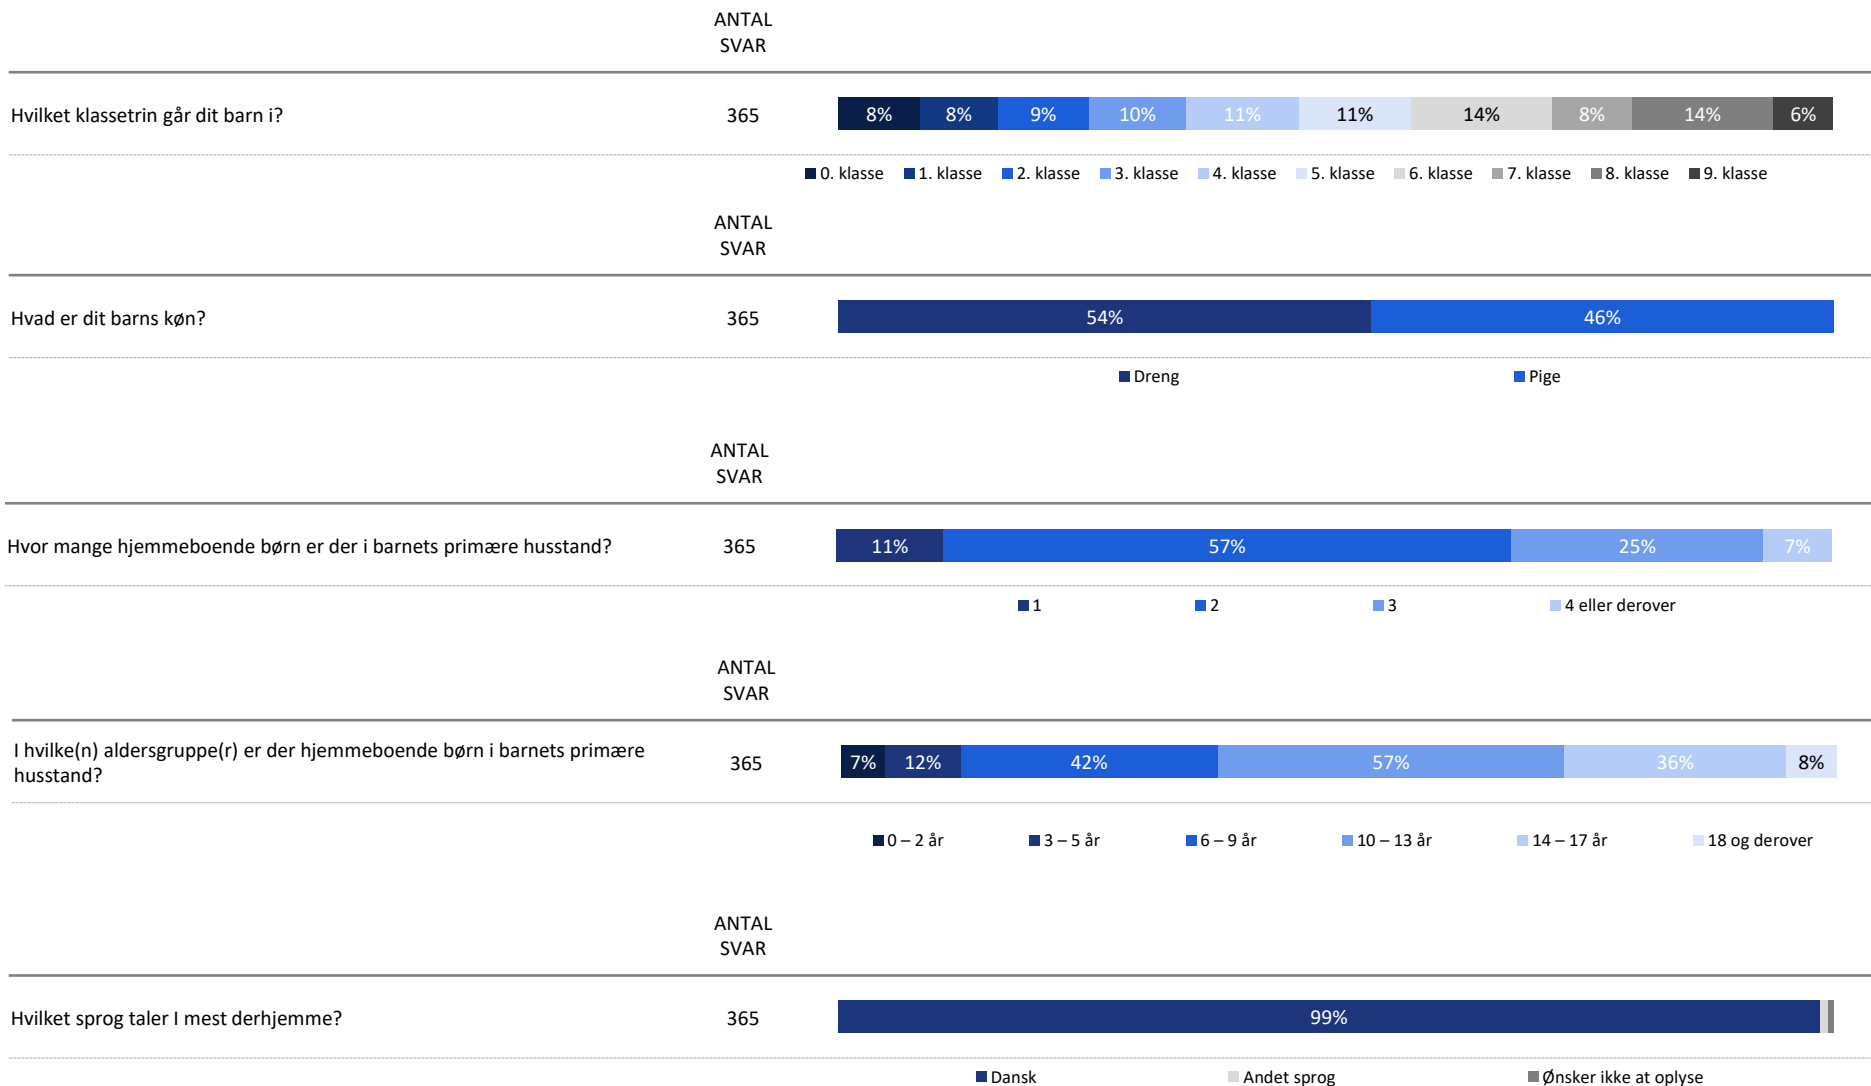 ANTAL
SVAR
Hvilket klassetrin går dit barn i?
365
8% 8% 9% 10% 11% 11% 14% 8% 14% 6%
0. klasse 1. klasse 2. klasse 3. klasse 4. klasse 5. klasse 6. klasse 7. klasse 8. klasse 9. klasse
ANTAL
SVAR
Hvad er dit barns køn?
365
54% 46%
Dreng Pige
ANTAL
SVAR
Hvor mange hjemmeboende børn er der i barnets primære husstand?
365
11% 57% 25% 7%
1 2 3 4 eller derover
ANTAL
SVAR
I hvilke(n) aldersgruppe(r) er der hjemmeboende børn i barnets primære
husstand?
365
7% 12% 42% 57% 36% 8%
0 – 2 år 3 – 5 år 6 – 9 år 10 – 13 år 14 – 17 år 18 og derover
ANTAL
SVAR
Hvilket sprog taler I mest derhjemme?
365
99%
Dansk Andet sprog Ønsker ikke at oplyse